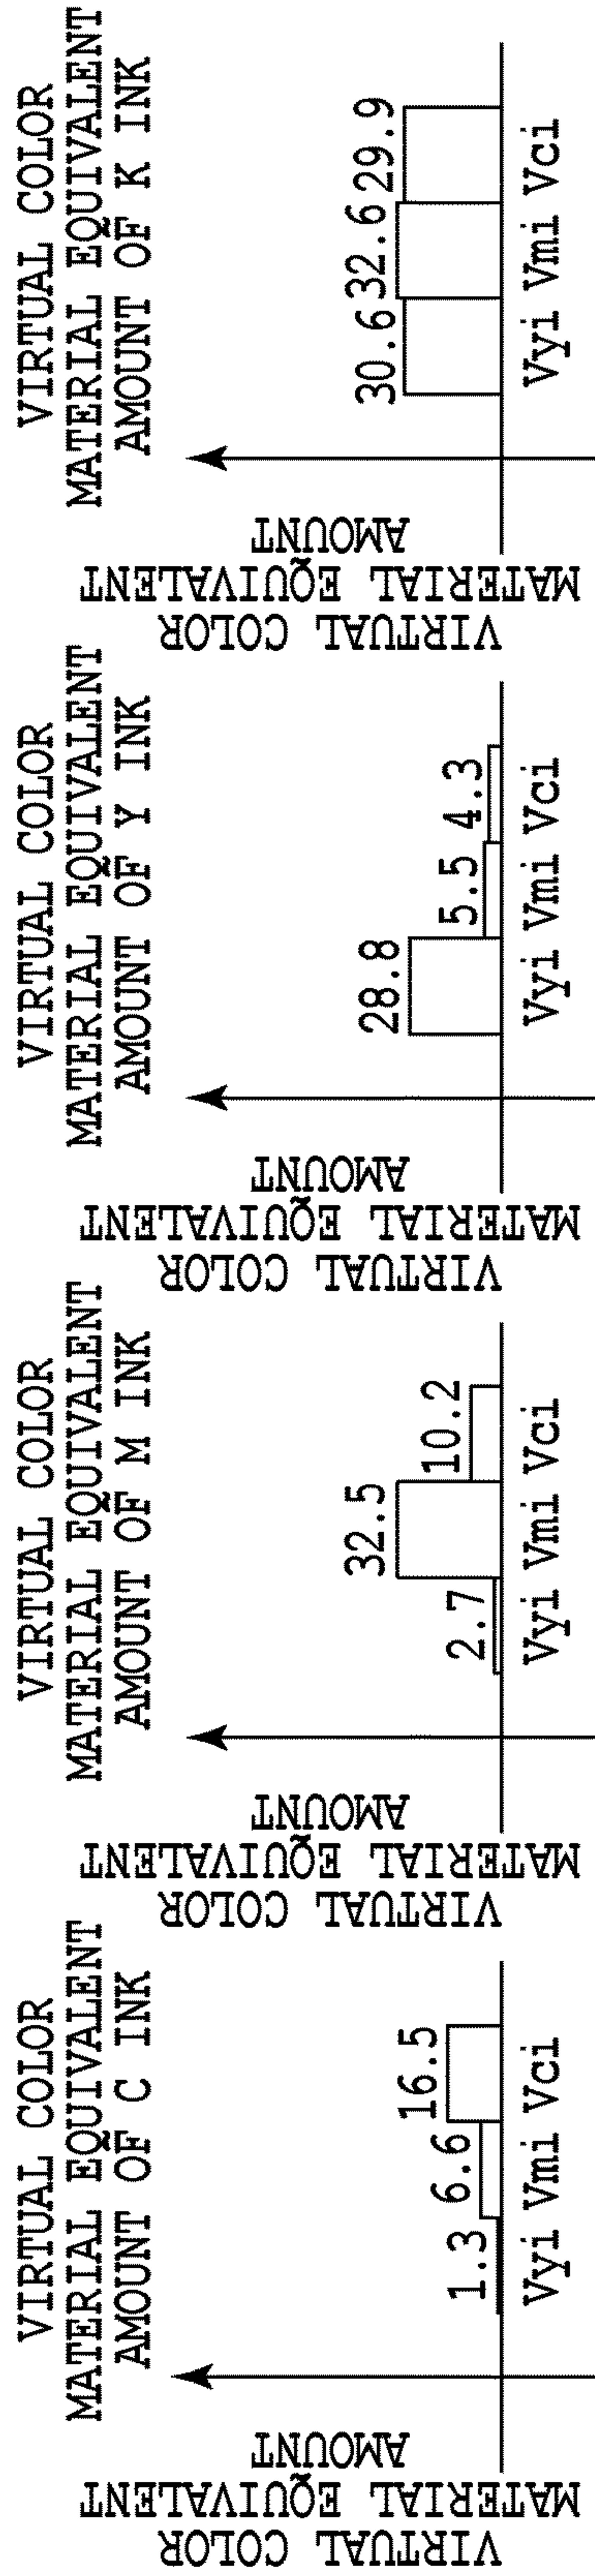 VIRTUAL COLOR
MATERIAL EQUIVALENT
AMOUNT OF C INK
VIRTUAL COLOR
MATERIAL EQUIVALENT
AMOUNT
1.3
6.6
16.5
Vyi Vmi Vci
VIRTUAL COLOR
MATERIAL EQUIVALENT
AMOUNT OF M INK
VIRTUAL COLOR
MATERIAL EQUIVALENT
AMOUNT
2.7
32.5
10.2
Vyi Vmi Vci
VIRTUAL COLOR
MATERIAL EQUIVALENT
AMOUNT OF Y INK
VIRTUAL COLOR
MATERIAL EQUIVALENT
AMOUNT
28.8
5.5
4.3
Vyi Vmi Vci
VIRTUAL COLOR
MATERIAL EQUIVALENT
AMOUNT OF K INK
VIRTUAL COLOR
MATERIAL EQUIVALENT
AMOUNT
30.6
32.6
29.9
Vyi Vmi Vci